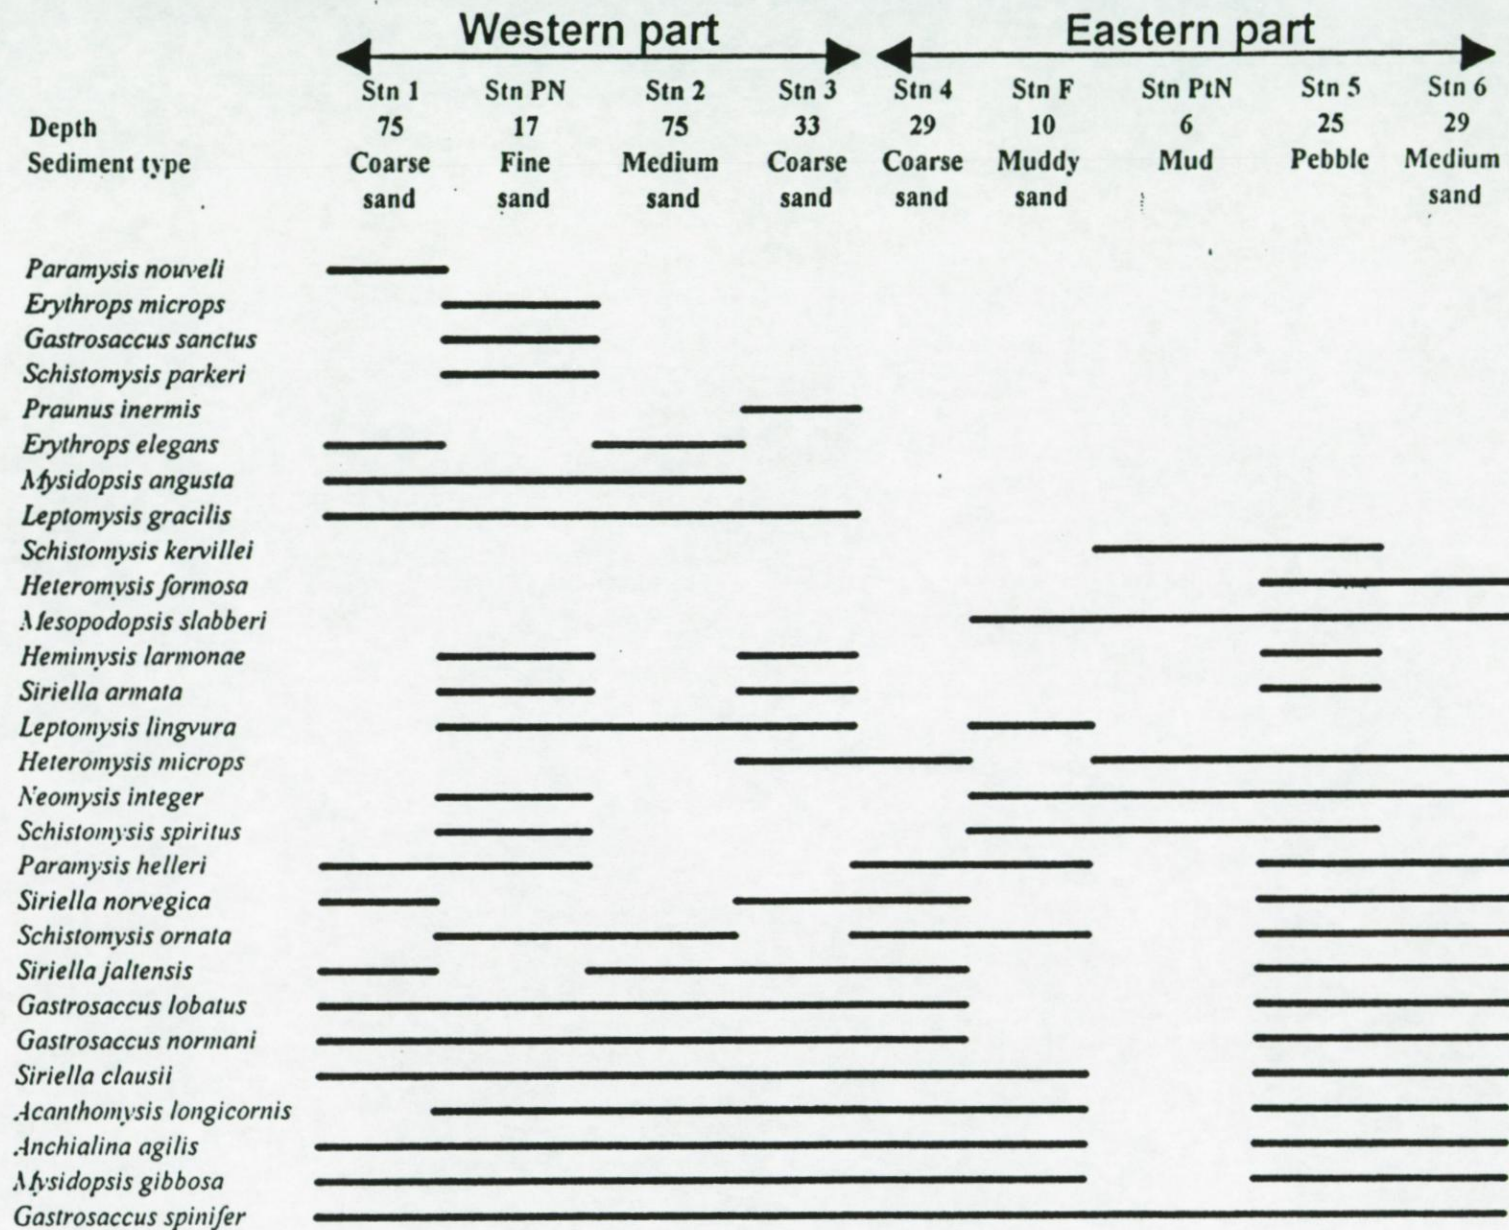 Western part Eastern part
Stn 1 Stn PN Stn 2 Stn 3 Stn 4 Stn F Stn PtN Stn 5 Stn 6
Depth 75 17 75 33 29 10 6 25 29
Sediment type Coarse Fine Medium Coarse Coarse Muddy Mud Pebble Medium
sand sand sand sand sand sand sand
Paramysis nouveli
Erythrops microps
Gastrosaccus sanctus
Schistomysis parkeri
Praunus inermis
Erythrops elegans
Mysidopsis angusta
Leptomysis gracilis
Schistomysis kervillei
Heteromysis formosa
Mesopodopsis slabberi
Hemimysis larmonae
Siriella armata
Leptomysis lingvura
Heteromysis microps
Neomysis integer
Schistomysis spiritus
Paramysis helleri
Siriella norvegica
Schistomysis ornata
Siriella jaltensis
Gastrosaccus lobatus
Gastrosaccus normani
Siriella clausii
Acanthomysis longicornis
Anchialina agilis
Mysidopsis gibbosa
Gastrosaccus spinifer